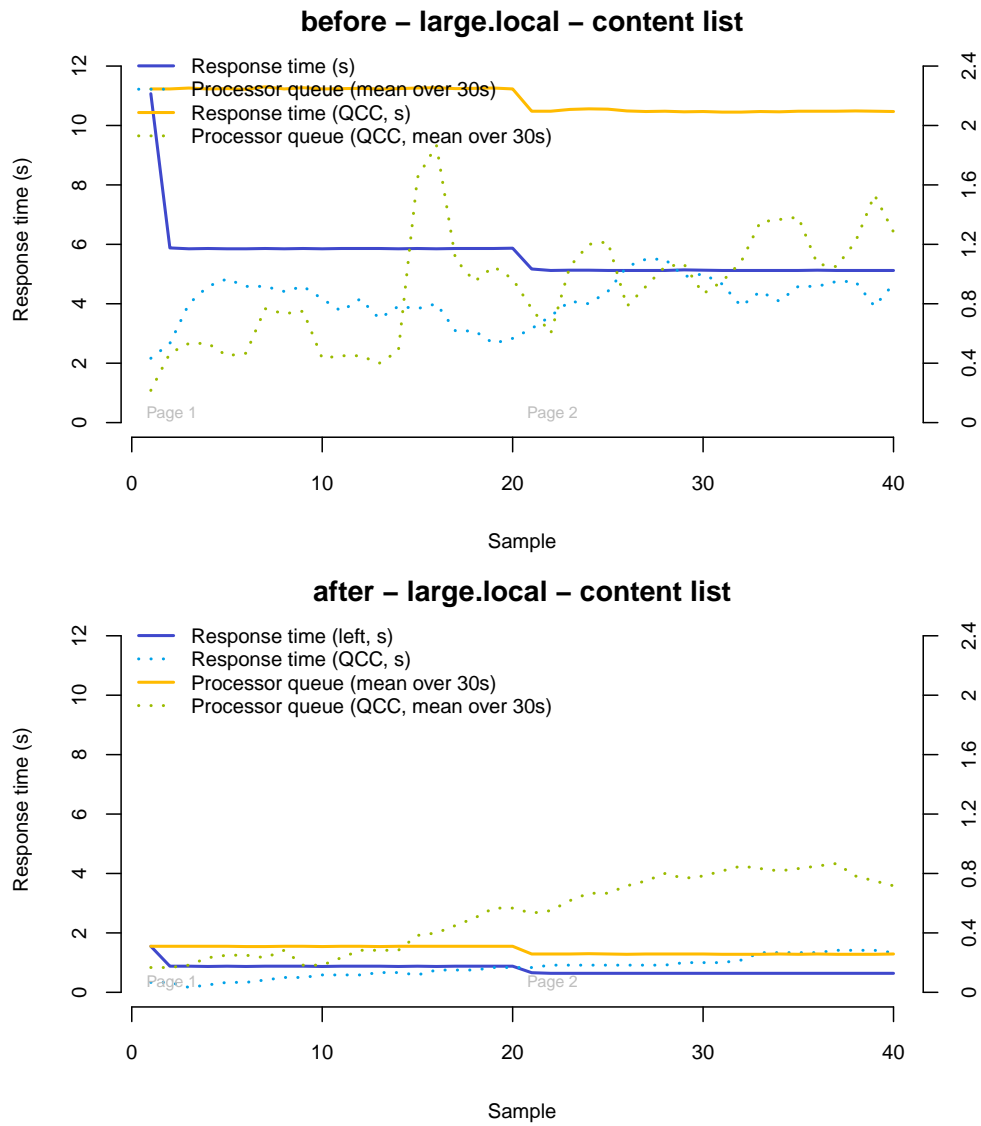 before – large.local – content list
Response time (s)
Processor queue (mean over 30s)
Response time (QCC, s)
Processor queue (QCC, mean over 30s)
Response time (s)
0
2
4
6
8
10
12
0
0.4
0.8
1.2
1.6
2
2.4
Page 1
Page 2
0
10
20
30
40
Sample
after – large.local – content list
Response time (left, s)
Response time (QCC, s)
Processor queue (mean over 30s)
Processor queue (QCC, mean over 30s)
Response time (s)
0
2
4
6
8
10
12
0
0.4
0.8
1.2
1.6
2
2.4
Page 1
Page 2
0
10
20
30
40
Sample